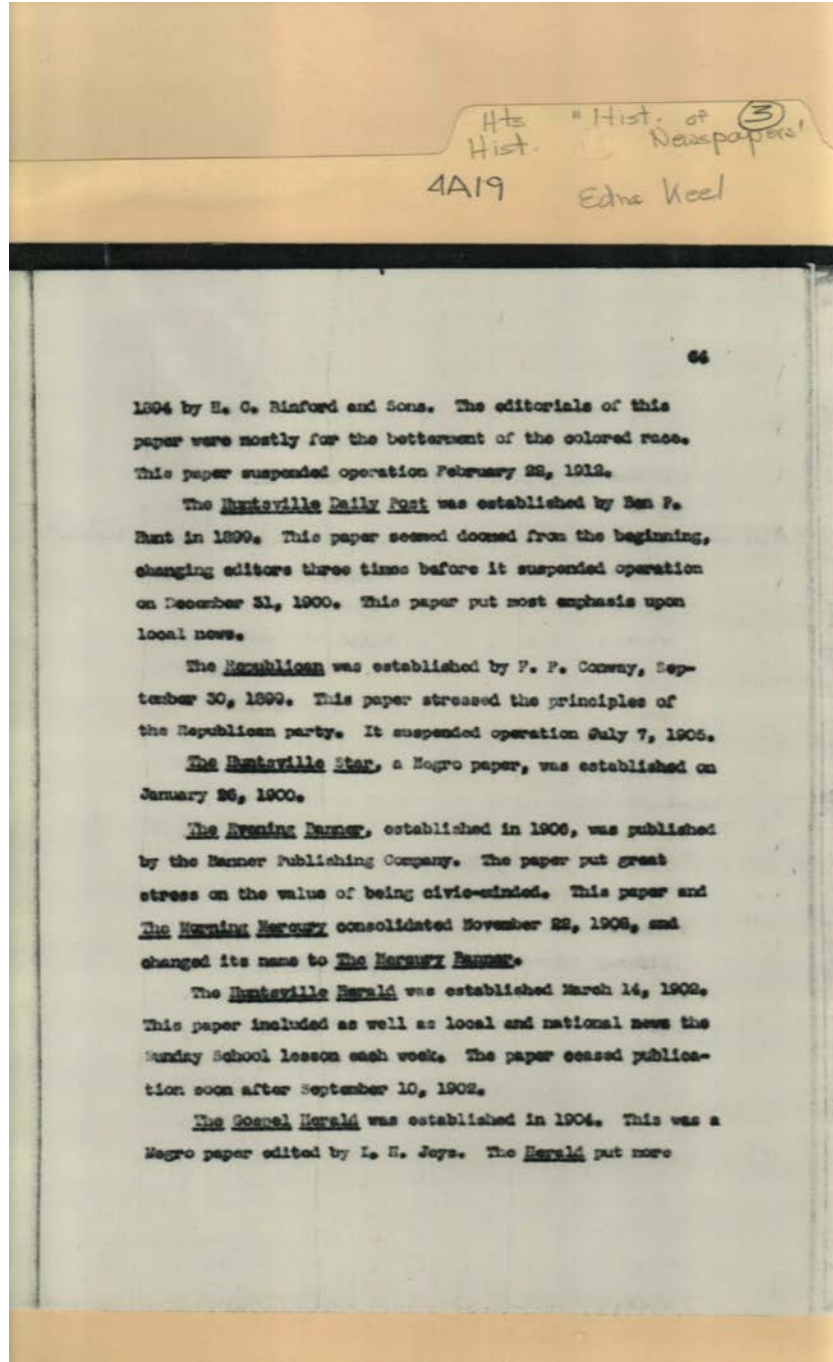 Hts "Hist. of ③
Hist. Newspapers"
4A19 Edna Keel
64
1894 by H. C. Binford and Sons. The editorials of this
paper were mostly for the betterment of the colored race.
This paper suspended operation February 28, 1912.
The Huntsville Daily Post was established by Ben P.
Hunt in 1899. This paper seemed doomed from the beginning,
changing editors three times before it suspended operation
on December 31, 1900. This paper put most emphasis upon
local news.
The Republican was established by F. P. Conway, Sep-
tember 30, 1899. This paper stressed the principles of
the Republican party. It suspended operation July 7, 1905.
The Huntsville Star, a Negro paper, was established on
January 26, 1900.
The Evening Banner, established in 1906, was published
by the Banner Publishing Company. The paper put great
stress on the value of being civic-minded. This paper and
The Morning Mercury consolidated November 22, 1908, and
changed its name to The Mercury Banner.
The Huntsville Herald was established March 14, 1902.
This paper included as well as local and national news the
Sunday School lesson each week. The paper ceased publica-
tion soon after September 10, 1902.
The Gospel Herald was established in 1904. This was a
Negro paper edited by H. Joys. The Herald put more